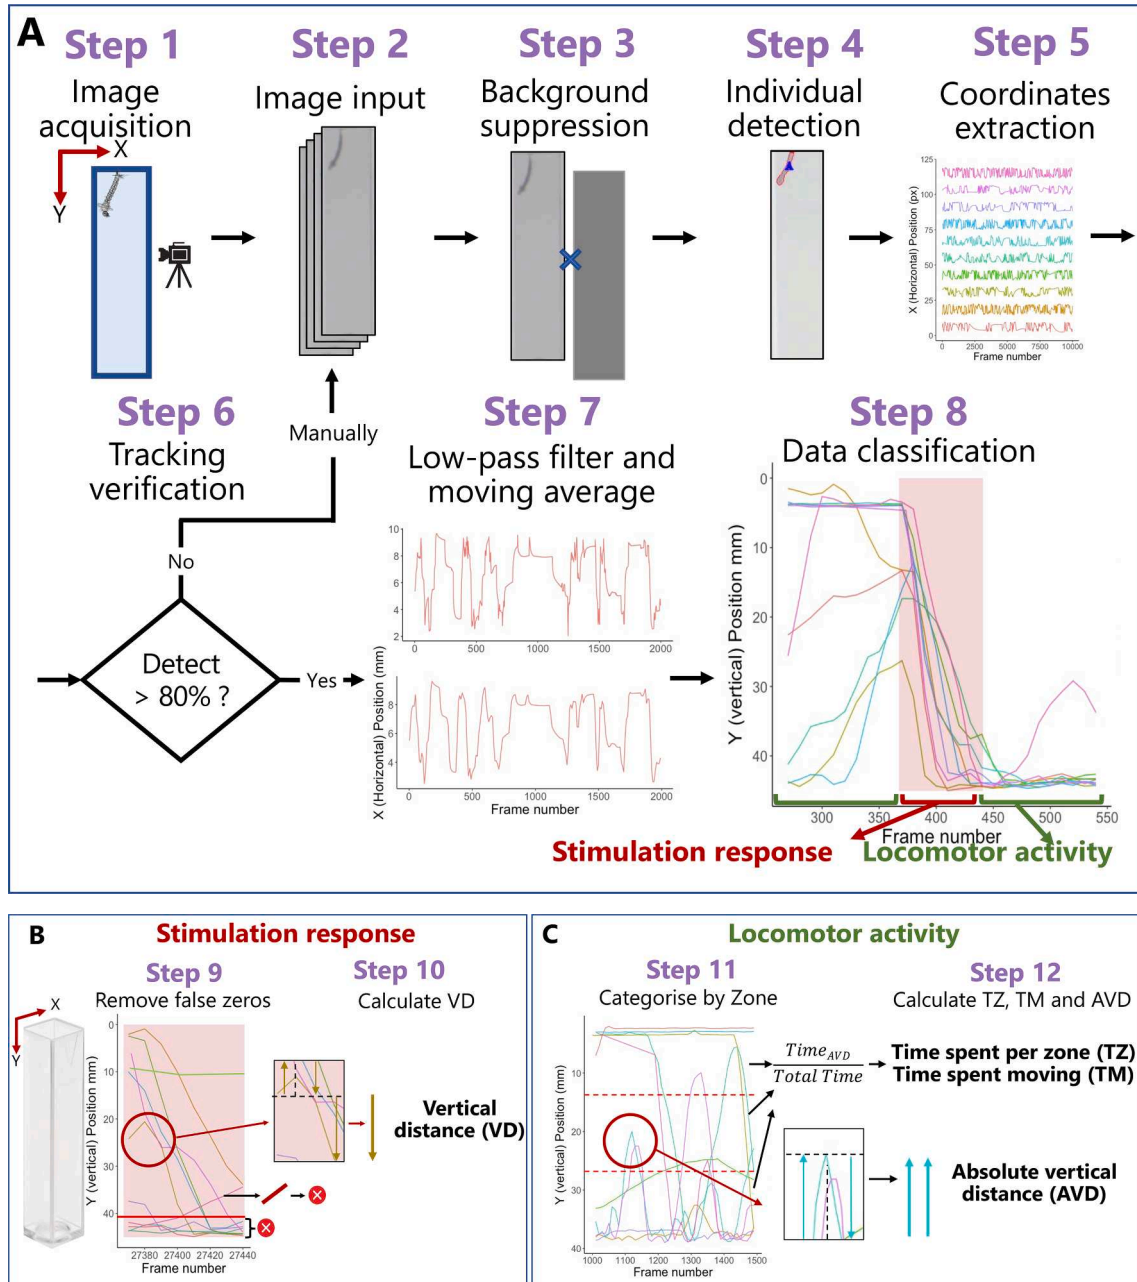 A
Step 1
Image
acquisition
X
Y
Step 2
Image input
Step 3
Background
suppression
Step 4
Individual
detection
Step 5
Coordinates
extraction
X (Horizontal) Position (px)
125
100
75
50
25
0
0 2500 5000 7500 10000
Frame number
Step 6
Tracking
verification
Manually
No
Detect
> 80% ?
Yes
Step 7
Low-pass filter and
moving average
X (Horizontal) Position (mm)
10
8
6
4
2
0 500 1000 1500 2000
8
6
4
0 500 1000 1500 2000
Frame number
Step 8
Data classification
Y (vertical) Position mm)
0
10
20
30
40
300 350 400 450 500 550
Frame number
Stimulation response
Locomotor activity
B
Stimulation response
Step 9
Remove false zeros
X
Y
Y (vertical) Position mm)
0
10
20
30
40
27380 27400 27420 27440
Frame number
Step 10
Calculate VD
Vertical
distance (VD)
C
Locomotor activity
Step 11
Categorise by Zone
Y (vertical) Position (mm)
10
20
30
40
1000 1100 1200 1300 1400 1500
Frame number
Step 12
Calculate TZ, TM and AVD
Time_AVD
Total Time
Time spent per zone (TZ)
Time spent moving (TM)
Absolute vertical
distance (AVD)